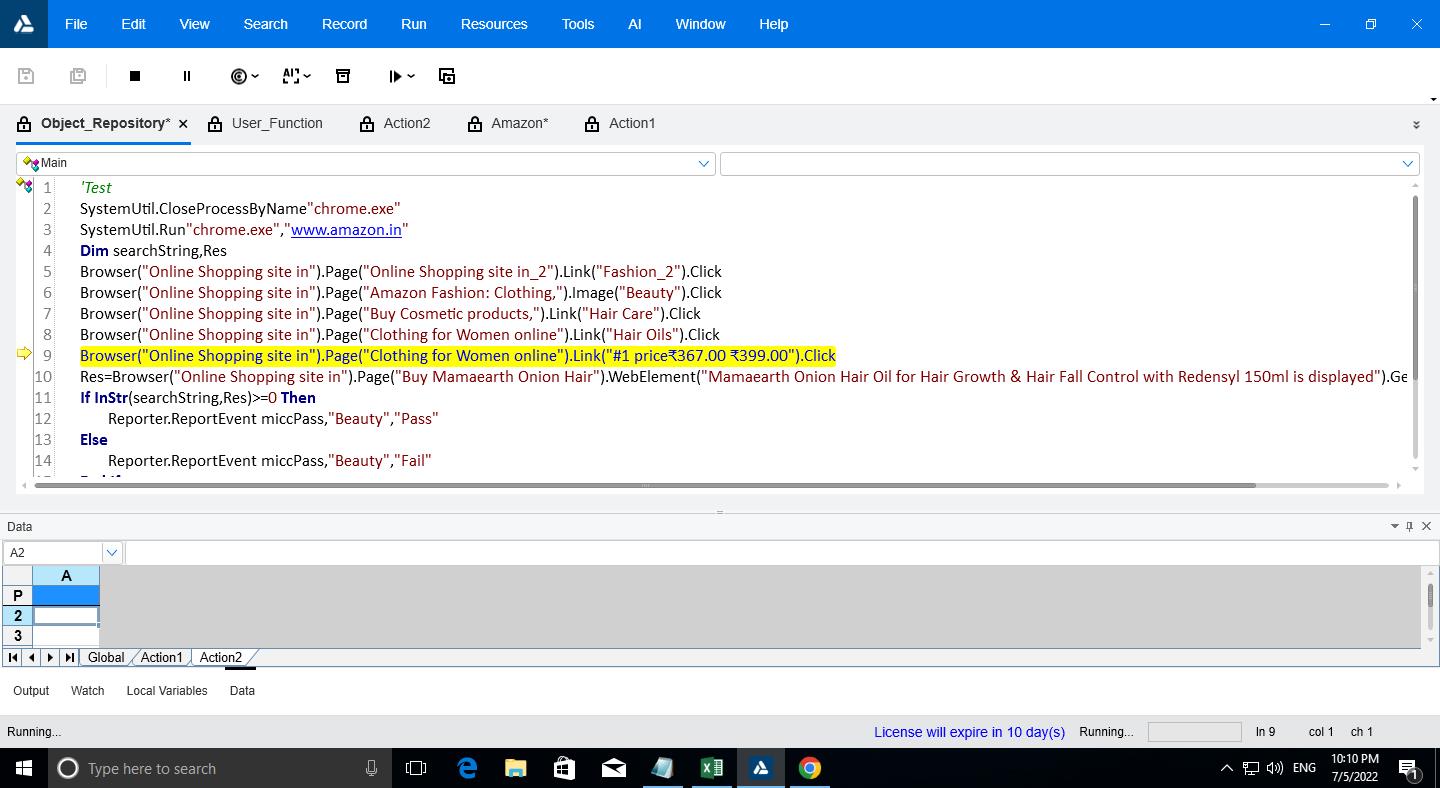 File Edit View Search Record Run Resources Tools AI Window Help
Object_Repository* User_Function Action2 Amazon* Action1
Main
1 'Test
2 SystemUtil.CloseProcessByName"chrome.exe"
3 SystemUtil.Run"chrome.exe","www.amazon.in"
4 Dim searchString,Res
5 Browser("Online Shopping site in").Page("Online Shopping site in_2").Link("Fashion_2").Click
6 Browser("Online Shopping site in").Page("Amazon Fashion: Clothing,").Image("Beauty").Click
7 Browser("Online Shopping site in").Page("Buy Cosmetic products,").Link("Hair Care").Click
8 Browser("Online Shopping site in").Page("Clothing for Women online").Link("Hair Oils").Click
9 Browser("Online Shopping site in").Page("Clothing for Women online").Link("#1 price₹367.00 ₹399.00").Click
10 Res=Browser("Online Shopping site in").Page("Buy Mamaearth Onion Hair").WebElement("Mamaearth Onion Hair Oil for Hair Growth & Hair Fall Control with Redensyl 150ml is displayed").Ge
11 If InStr(searchString,Res)>=0 Then
12 Reporter.ReportEvent miccPass,"Beauty","Pass"
13 Else
14 Reporter.ReportEvent miccPass,"Beauty","Fail"
Data
A2
A
P
2
3
Global Action1 Action2
Output Watch Local Variables Data
Running... License will expire in 10 day(s) Running... ln 9 col 1 ch 1
Type here to search ENG 10:10 PM
7/5/2022 1